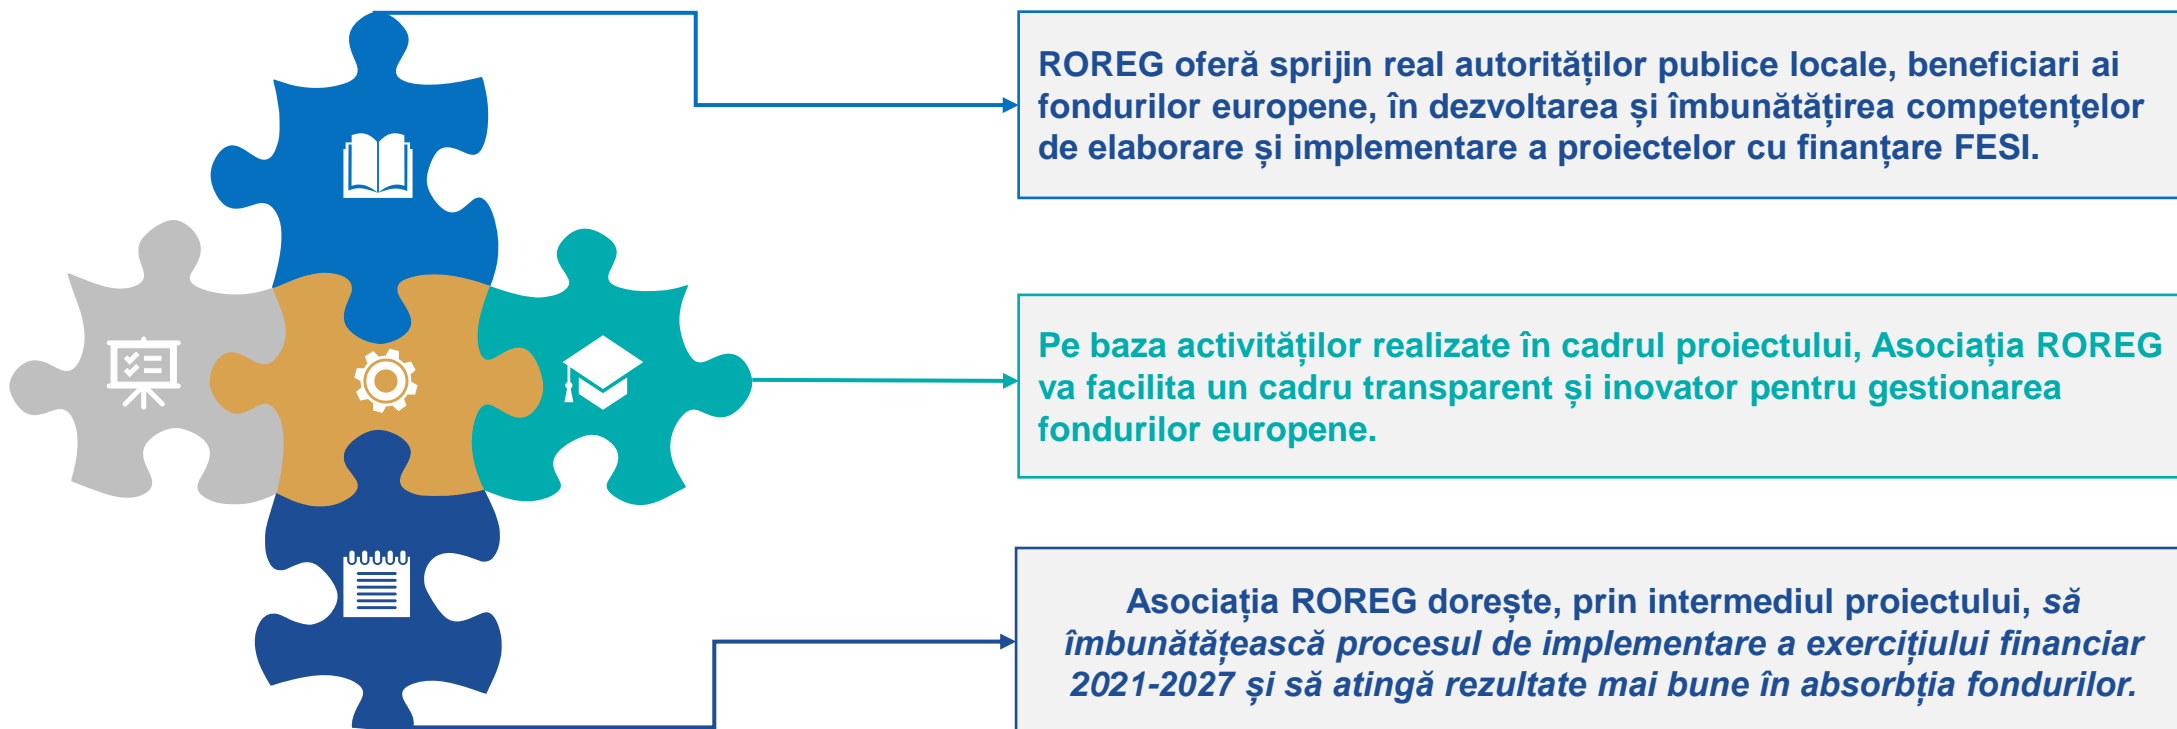 ROREG oferă sprijin real autorităților publice locale, beneficiari ai
fondurilor europene, în dezvoltarea și îmbunătățirea competențelor
de elaborare și implementare a proiectelor cu finanțare FESI.
Pe baza activităților realizate în cadrul proiectului, Asociația ROREG
va facilita un cadru transparent și inovator pentru gestionarea
fondurilor europene.
Asociația ROREG dorește, prin intermediul proiectului, să
îmbunătățească procesul de implementare a exercițiului financiar
2021-2027 și să atingă rezultate mai bune în absorbția fondurilor.